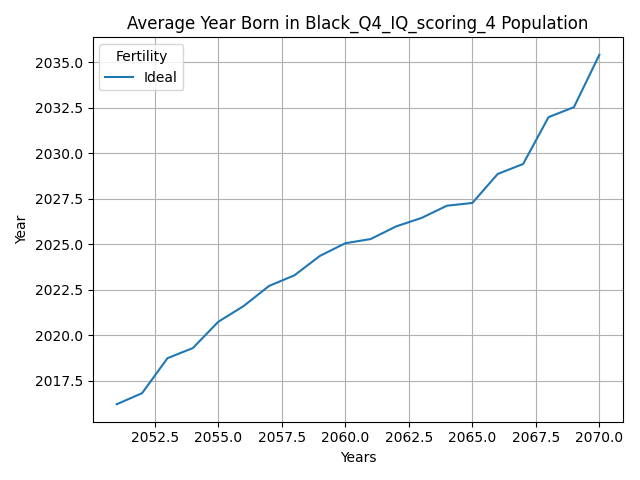 Average Year Born in Black_Q4_IQ_scoring_4 Population
Fertility
Ideal
Year
2035.0
2032.5
2030.0
2027.5
2025.0
2022.5
2020.0
2017.5
2052.5 2055.0 2057.5 2060.0 2062.5 2065.0 2067.5 2070.0
Years